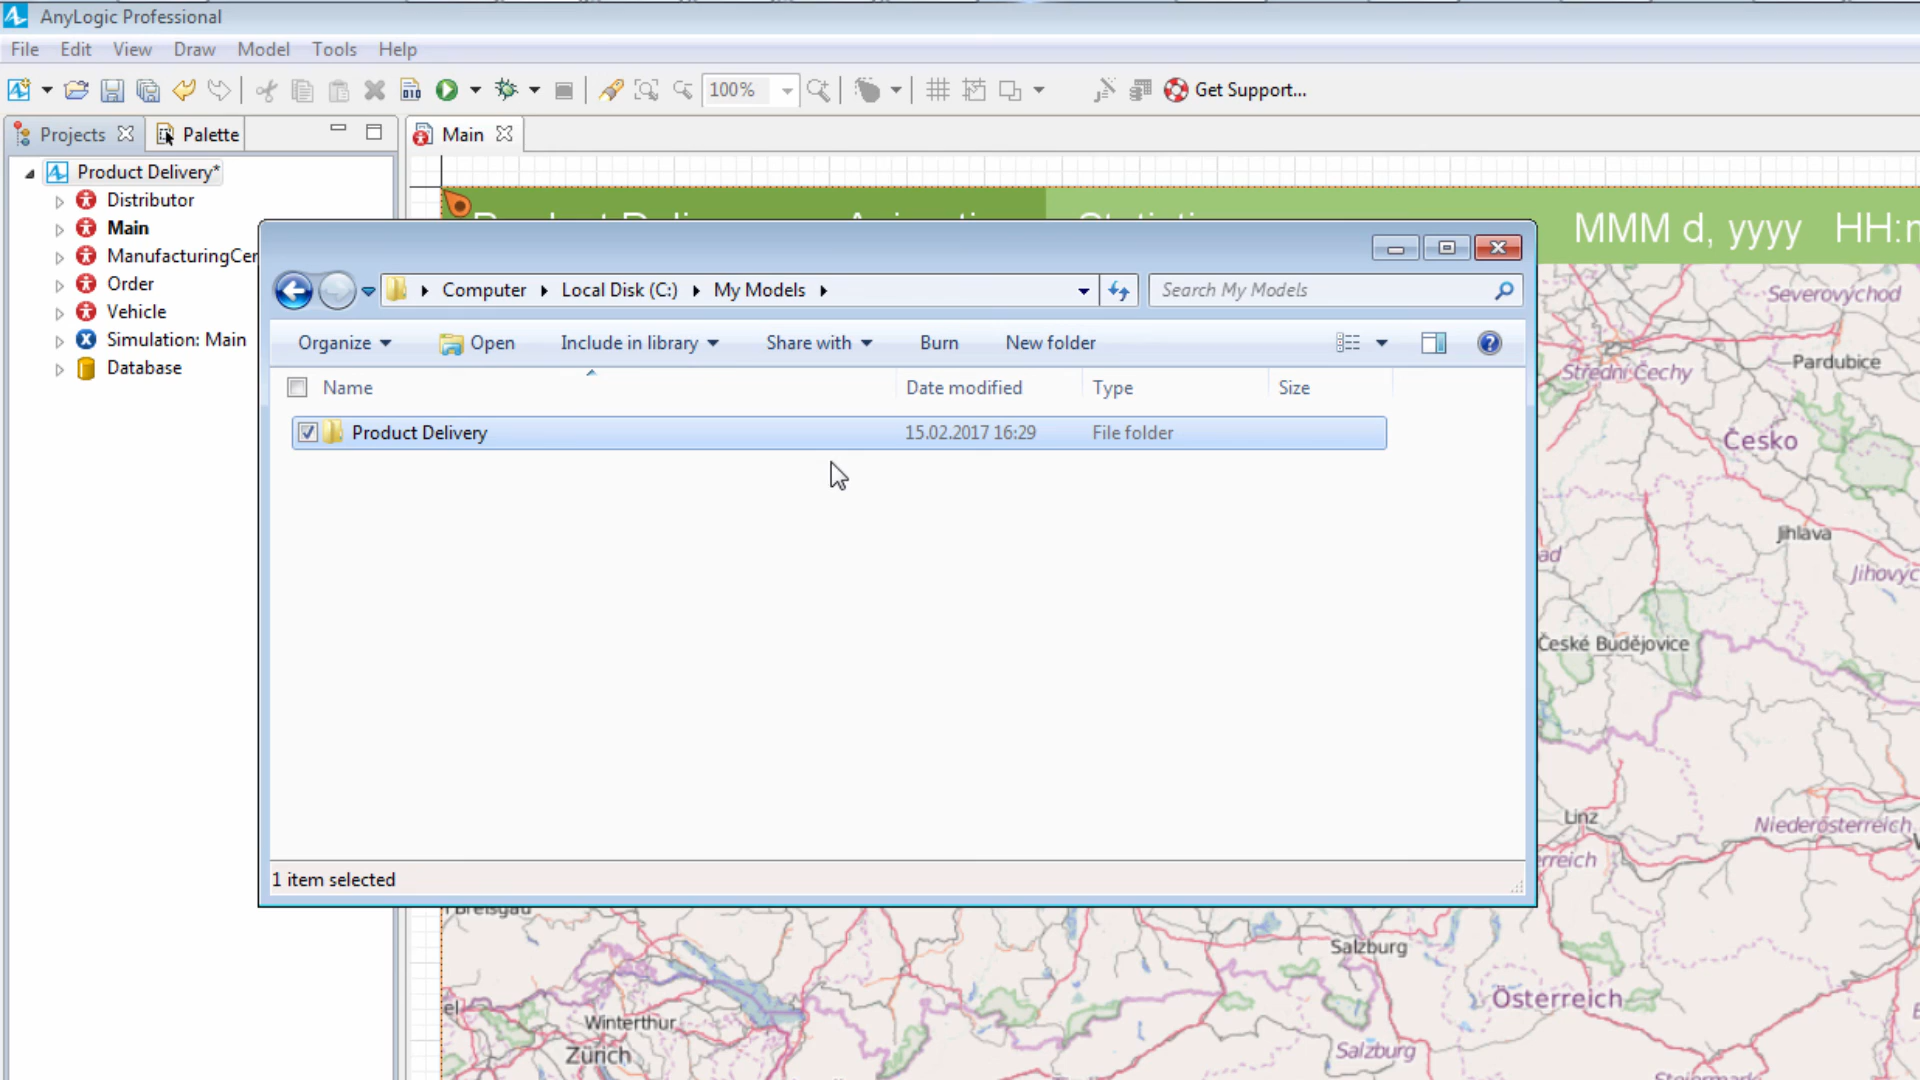 AnyLogic Professional
File Edit View Draw Model Tools Help
100% Get Support...
Projects Palette
Main
Product Delivery*
Distributor
Main
ManufacturingCer
Order
Vehicle
Simulation: Main
Database
MMM d, yyyy HH:m
Computer Local Disk (C:) My Models
Search My Models
Organize Open Include in library Share with Burn New folder
Name Date modified Type Size
Product Delivery 15.02.2017 16:29 File folder
1 item selected
Severovýchod
Pardubice
Střední Čechy
Česko
Jihlava
Jihovýc
České Budějovice
Linz
Niederösterreich
rreich
Salzburg
Österreich
Winterthur
Zürich
Salzburg